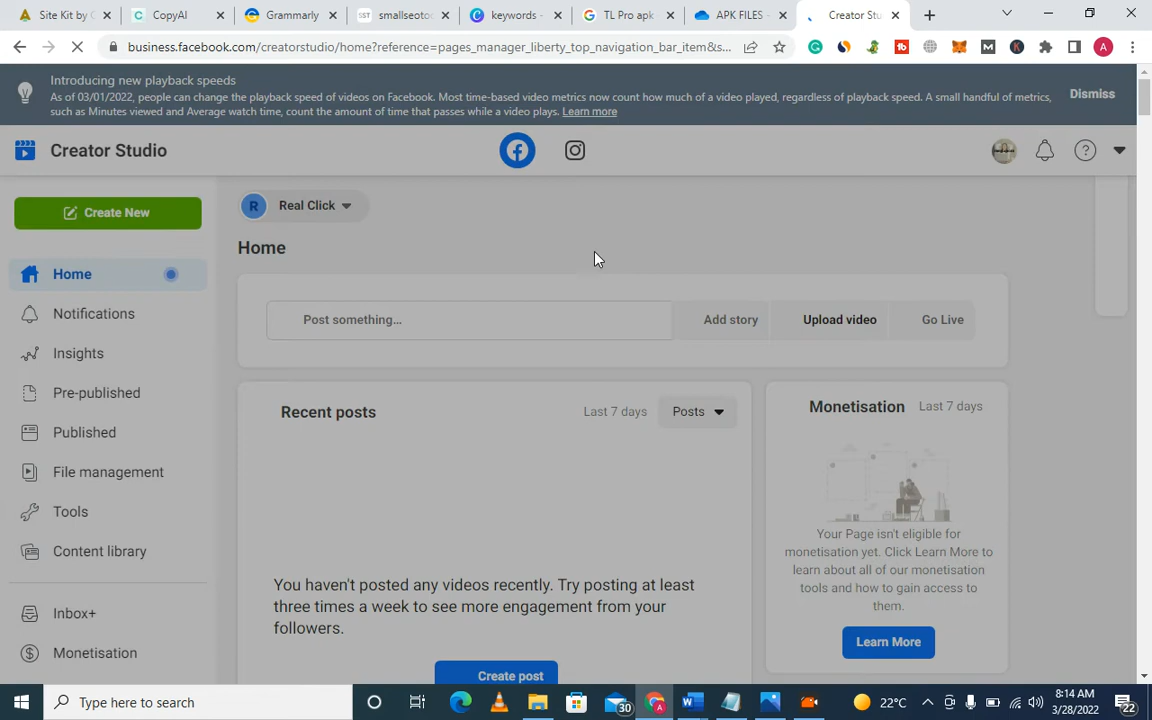 Site Kit by G
CopyAI
Grammarly
smallseotoo
keywords -
TL Pro apk
APK FILES -
Creator Stu
business.facebook.com/creatorstudio/home?reference=pages_manager_liberty_top_navigation_bar_item&s...
Introducing new playback speeds
As of 03/01/2022, people can change the playback speed of videos on Facebook. Most time-based video metrics now count how much of a video played, regardless of playback speed. A small handful of metrics,
such as Minutes viewed and Average watch time, count the amount of time that passes while a video plays. Learn more
Dismiss
Creator Studio
Create New
R Real Click
Home
Home
Post something...
Add story
Upload video
Go Live
Notifications
Insights
Pre-published
Published
File management
Tools
Content library
Inbox+
Monetisation
Recent posts
Last 7 days
Posts
You haven't posted any videos recently. Try posting at least
three times a week to see more engagement from your
followers.
Create post
Monetisation
Last 7 days
Your Page isn't eligible for
monetisation yet. Click Learn More to
learn about all of our monetisation
tools and how to gain access to
them.
Learn More
Type here to search
30
22°C
8:14 AM
3/28/2022
22